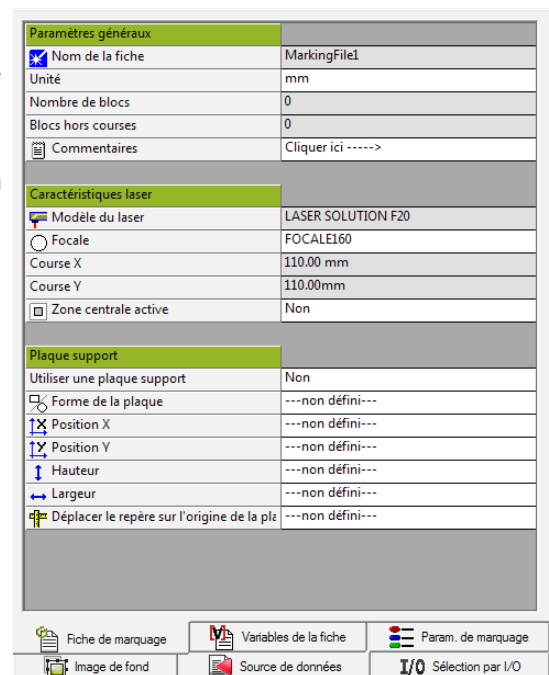 Paramètres généraux
Nom de la fiche MarkingFile1
Unité mm
Nombre de blocs 0
Blocs hors courses 0
Commentaires Cliquer ici ----->
Caractéristiques laser
Modèle du laser LASER SOLUTION F20
Focale FOCALE160
Course X 110.00 mm
Course Y 110.00mm
Zone centrale active Non
Plaque support
Utiliser une plaque support Non
Forme de la plaque ---non défini---
X Position X ---non défini---
Y Position Y ---non défini---
Hauteur ---non défini---
Largeur ---non défini---
Déplacer le repère sur l'origine de la pla ---non défini---
Fiche de marquage Variables de la fiche Param. de marquage
Image de fond Source de données I/O Sélection par I/O